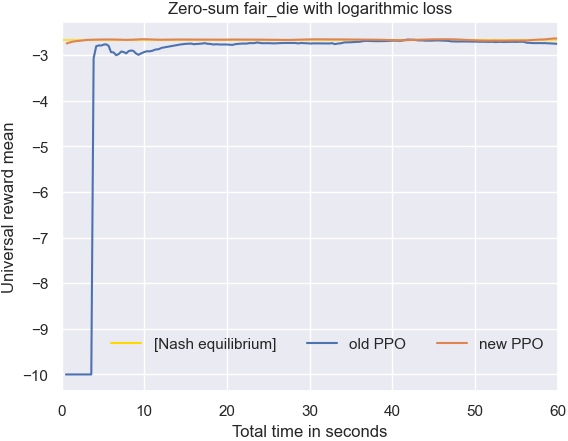 Zero-sum fair_die with logarithmic loss
Universal reward mean
−3
−4
−5
−6
−7
−8
−9
−10
[Nash equilibrium] old PPO new PPO
0 10 20 30 40 50 60
Total time in seconds